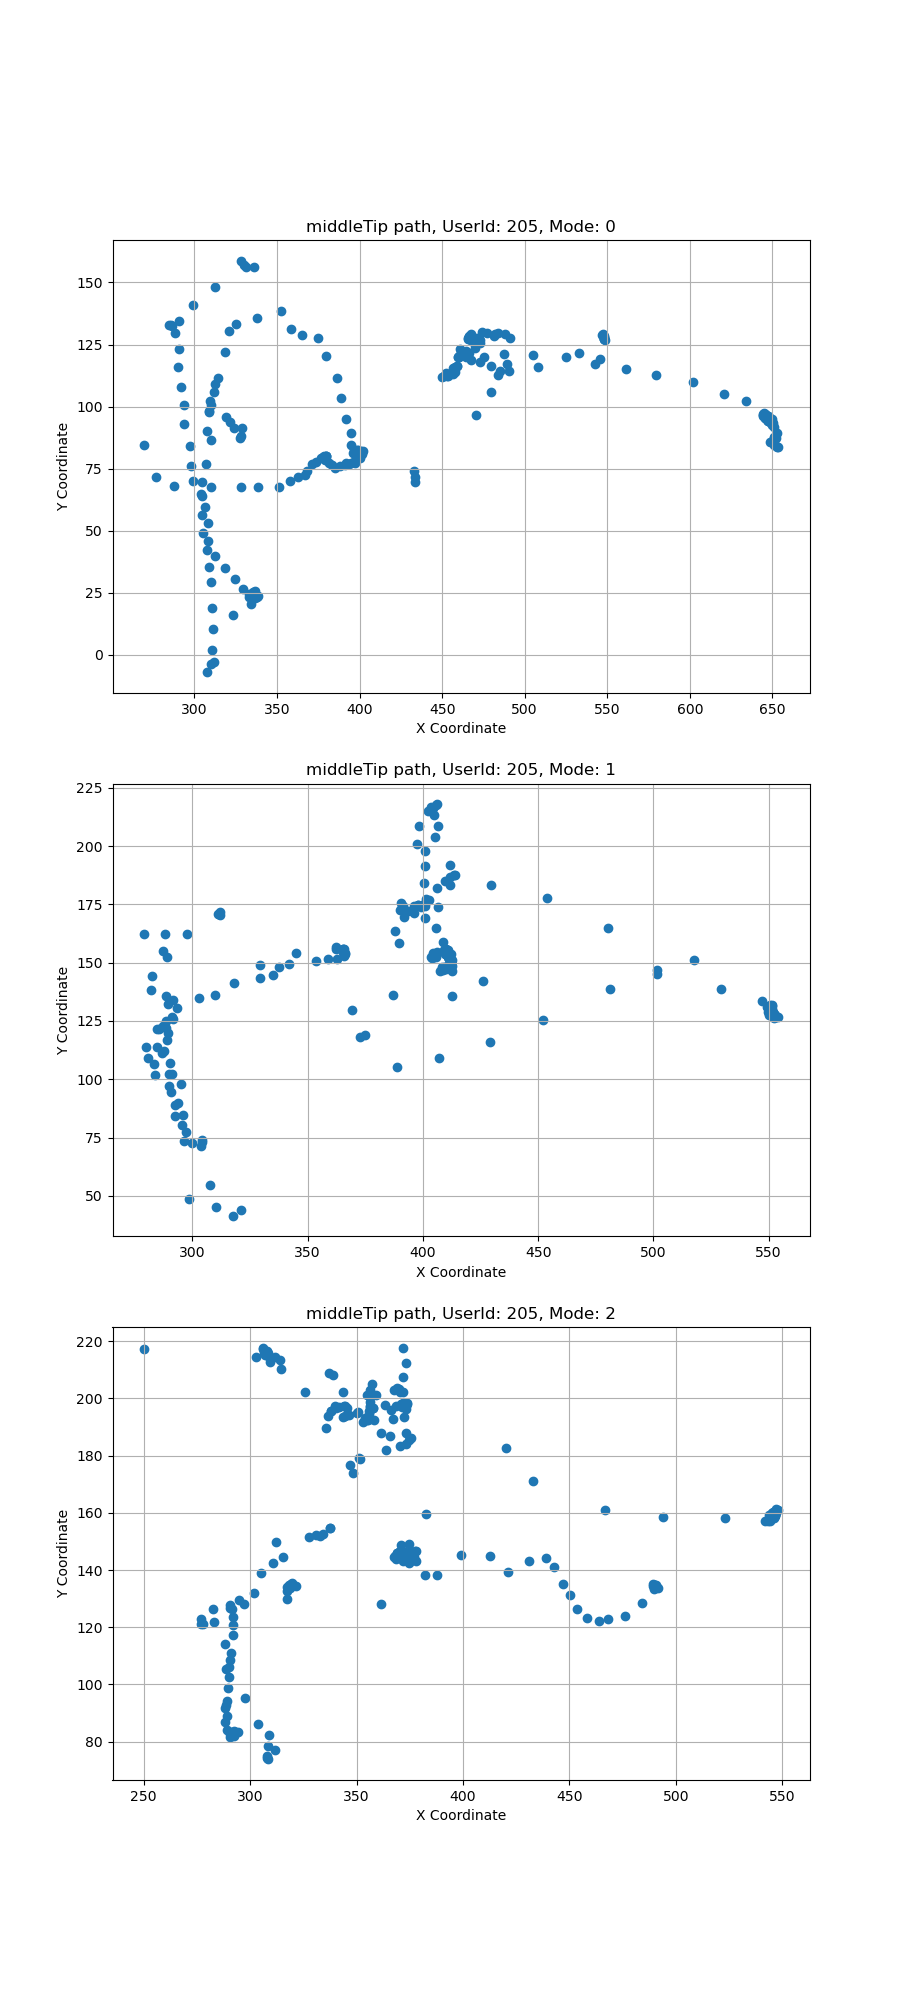 middleTip path, UserId: 205, Mode: 0
150
125
100
75
50
25
0
Y Coordinate
300 350 400 450 500 550 600 650
X Coordinate
middleTip path, UserId: 205, Mode: 1
225
200
175
150
125
100
75
50
Y Coordinate
300 350 400 450 500 550
X Coordinate
middleTip path, UserId: 205, Mode: 2
220
200
180
160
140
120
100
80
Y Coordinate
250 300 350 400 450 500 550
X Coordinate